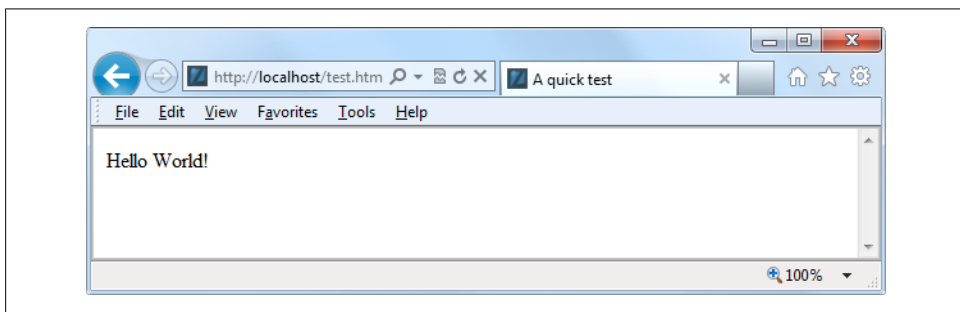 http://localhost/test.htm
A quick test
File Edit View Favorites Tools Help
Hello World!
100%